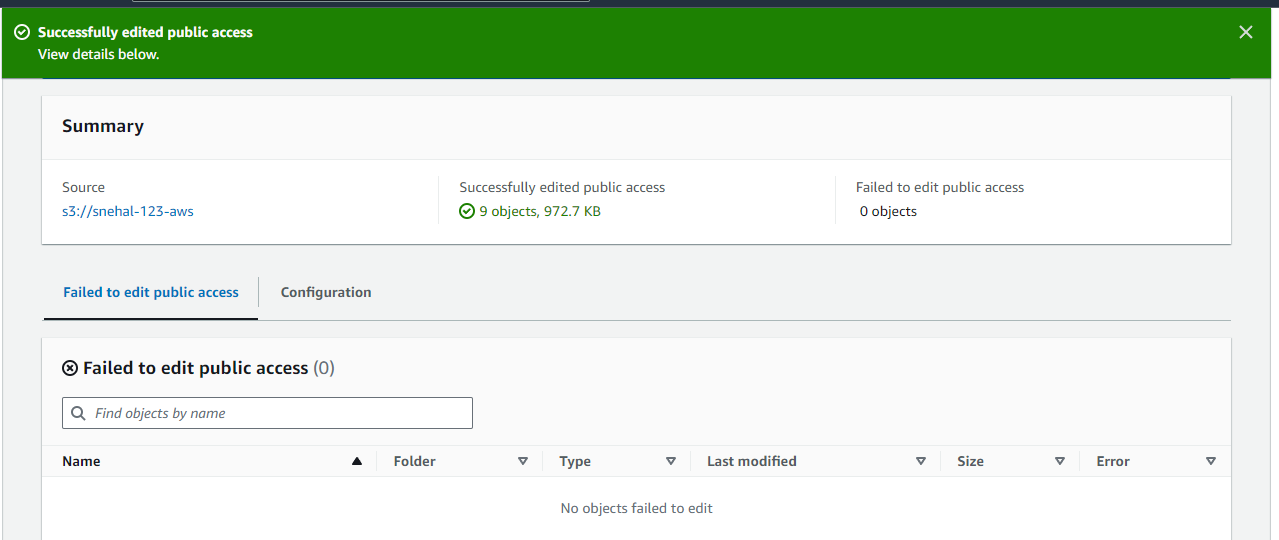 Successfully edited public access
View details below.
Summary
Source
s3://snehal-123-aws
Successfully edited public access
9 objects, 972.7 KB
Failed to edit public access
0 objects
Failed to edit public access
Configuration
Failed to edit public access (0)
Find objects by name
Name Folder Type Last modified Size Error
No objects failed to edit